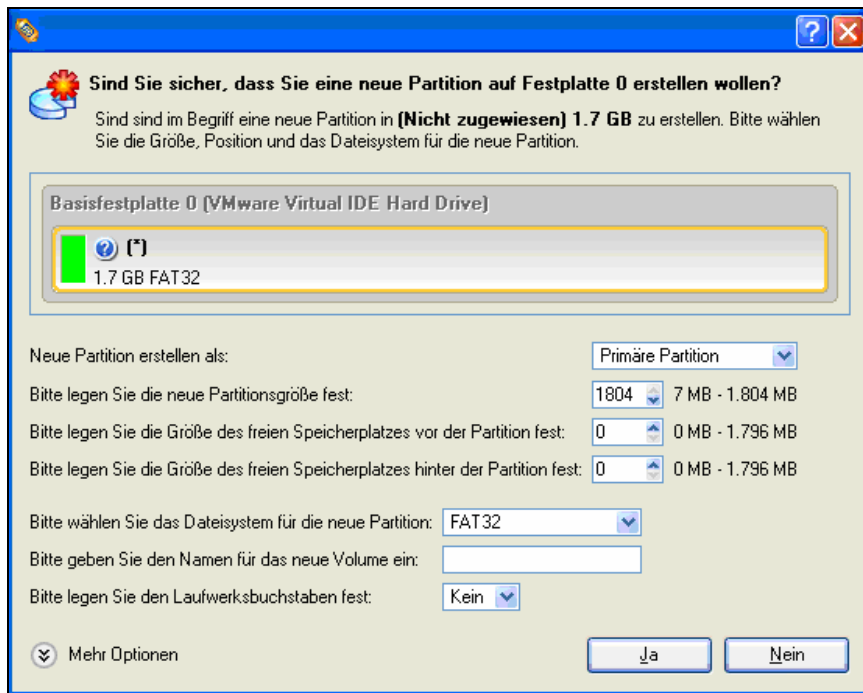 Sind Sie sicher, dass Sie eine neue Partition auf Festplatte 0 erstellen wollen?
Sind sind im Begriff eine neue Partition in (Nicht zugewiesen) 1.7 GB zu erstellen. Bitte wählen
Sie die Größe, Position und das Dateisystem für die neue Partition.
Basisfestplatte 0 (VMware Virtual IDE Hard Drive)
(*)
1.7 GB FAT32
Neue Partition erstellen als: Primäre Partition
Bitte legen Sie die neue Partitionsgröße fest: 1804 7 MB - 1.804 MB
Bitte legen Sie die Größe des freien Speicherplatzes vor der Partition fest: 0 0 MB - 1.796 MB
Bitte legen Sie die Größe des freien Speicherplatzes hinter der Partition fest: 0 0 MB - 1.796 MB
Bitte wählen Sie das Dateisystem für die neue Partition: FAT32
Bitte geben Sie den Namen für das neue Volume ein:
Bitte legen Sie den Laufwerksbuchstaben fest: Kein
Mehr Optionen Ja Nein